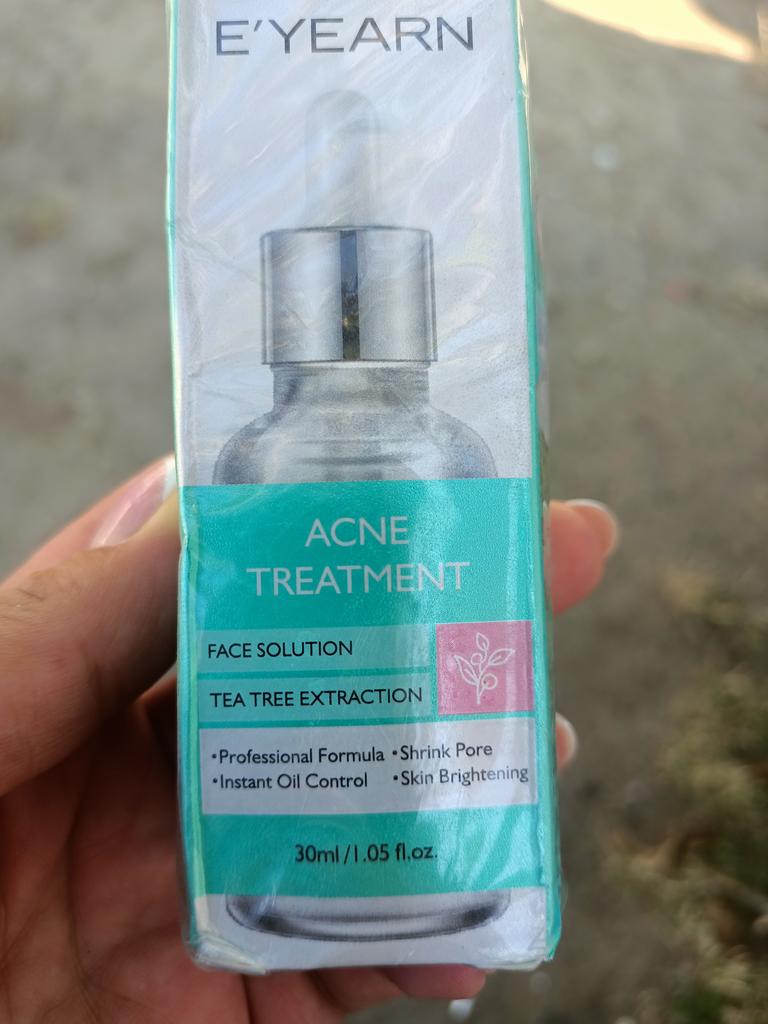 E'YEARN
ACNE
TREATMENT
FACE SOLUTION
TEA TREE EXTRACTION
•Professional Formula •Shrink Pore
•Instant Oil Control •Skin Brightening
30ml/1.05 fl.oz.